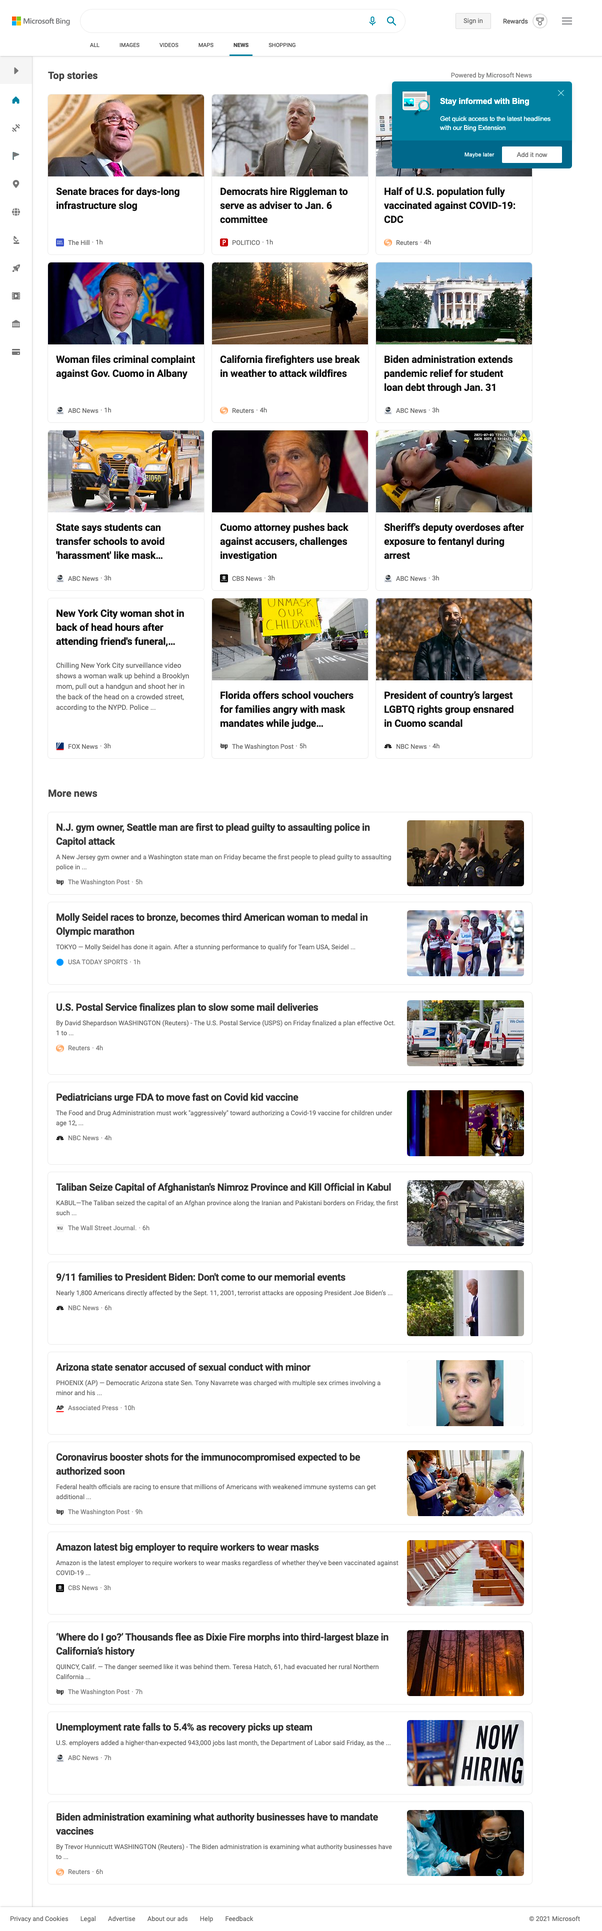 Microsoft Bing
Sign in
Rewards
ALL
IMAGES
VIDEOS
MAPS
NEWS
SHOPPING
Top stories
Powered by Microsoft News
Stay informed with Bing
Get quick access to the latest headlines
with our Bing Extension
Maybe later
Add it now
Senate braces for days-long
infrastructure slog
The Hill · 1h
Democrats hire Riggleman to
serve as adviser to Jan. 6
committee
POLITICO · 1h
Half of U.S. population fully
vaccinated against COVID-19:
CDC
Reuters · 4h
Woman files criminal complaint
against Gov. Cuomo in Albany
ABC News · 1h
California firefighters use break
in weather to attack wildfires
Reuters · 4h
Biden administration extends
pandemic relief for student
loan debt through Jan. 31
ABC News · 3h
State says students can
transfer schools to avoid
'harassment' like mask...
ABC News · 3h
Cuomo attorney pushes back
against accusers, challenges
investigation
CBS News · 3h
Sheriff's deputy overdoses after
exposure to fentanyl during
arrest
ABC News · 3h
New York City woman shot in
back of head hours after
attending friend's funeral,...
Chilling New York City surveillance video
shows a woman walk up behind a Brooklyn
mom, pull out a handgun and shoot her in
the back of the head on a crowded street,
according to the NYPD. Police ...
FOX News · 3h
UNMASK
OUR
CHILDREN!
XING
Florida offers school vouchers
for families angry with mask
mandates while judge...
The Washington Post · 5h
President of country's largest
LGBTQ rights group ensnared
in Cuomo scandal
NBC News · 4h
More news
N.J. gym owner, Seattle man are first to plead guilty to assaulting police in
Capitol attack
A New Jersey gym owner and a Washington state man on Friday became the first people to plead guilty to assaulting
police in ...
The Washington Post · 5h
Molly Seidel races to bronze, becomes third American woman to medal in
Olympic marathon
TOKYO — Molly Seidel has done it again. After a stunning performance to qualify for Team USA, Seidel ...
USA TODAY SPORTS · 1h
U.S. Postal Service finalizes plan to slow some mail deliveries
By David Shepardson WASHINGTON (Reuters) - The U.S. Postal Service (USPS) on Friday finalized a plan effective Oct.
1 to ...
Reuters · 4h
Pediatricians urge FDA to move fast on Covid kid vaccine
The Food and Drug Administration must work "aggressively" toward authorizing a Covid-19 vaccine for children under
age 12, ...
NBC News · 4h
Taliban Seize Capital of Afghanistan's Nimroz Province and Kill Official in Kabul
KABUL—The Taliban seized the capital of an Afghan province along the Iranian and Pakistani borders on Friday, the first
such ...
The Wall Street Journal. · 6h
9/11 families to President Biden: Don't come to our memorial events
Nearly 1,800 Americans directly affected by the Sept. 11, 2001, terrorist attacks are opposing President Joe Biden's ...
NBC News · 6h
Arizona state senator accused of sexual conduct with minor
PHOENIX (AP) — Democratic Arizona state Sen. Tony Navarrete was charged with multiple sex crimes involving a
minor and his ...
AP Associated Press · 10h
Coronavirus booster shots for the immunocompromised expected to be
authorized soon
Federal health officials are racing to ensure that millions of Americans with weakened immune systems can get
additional ...
The Washington Post · 9h
Amazon latest big employer to require workers to wear masks
Amazon is the latest employer to require workers to wear masks regardless of whether they've been vaccinated against
COVID-19 ...
CBS News · 3h
'Where do I go?' Thousands flee as Dixie Fire morphs into third-largest blaze in
California's history
QUINCY, Calif. — The danger seemed like it was behind them. Teresa Hatch, 61, had evacuated her rural Northern
California ...
The Washington Post · 7h
Unemployment rate falls to 5.4% as recovery picks up steam
U.S. employers added a higher-than-expected 943,000 jobs last month, the Department of Labor said Friday, as the ...
ABC News · 7h
NOW
HIRING
Biden administration examining what authority businesses have to mandate
vaccines
By Trevor Hunnicutt WASHINGTON (Reuters) - The Biden administration is examining what authority businesses have
to ...
Reuters · 6h
Privacy and Cookies
Legal
Advertise
About our ads
Help
Feedback
© 2021 Microsoft